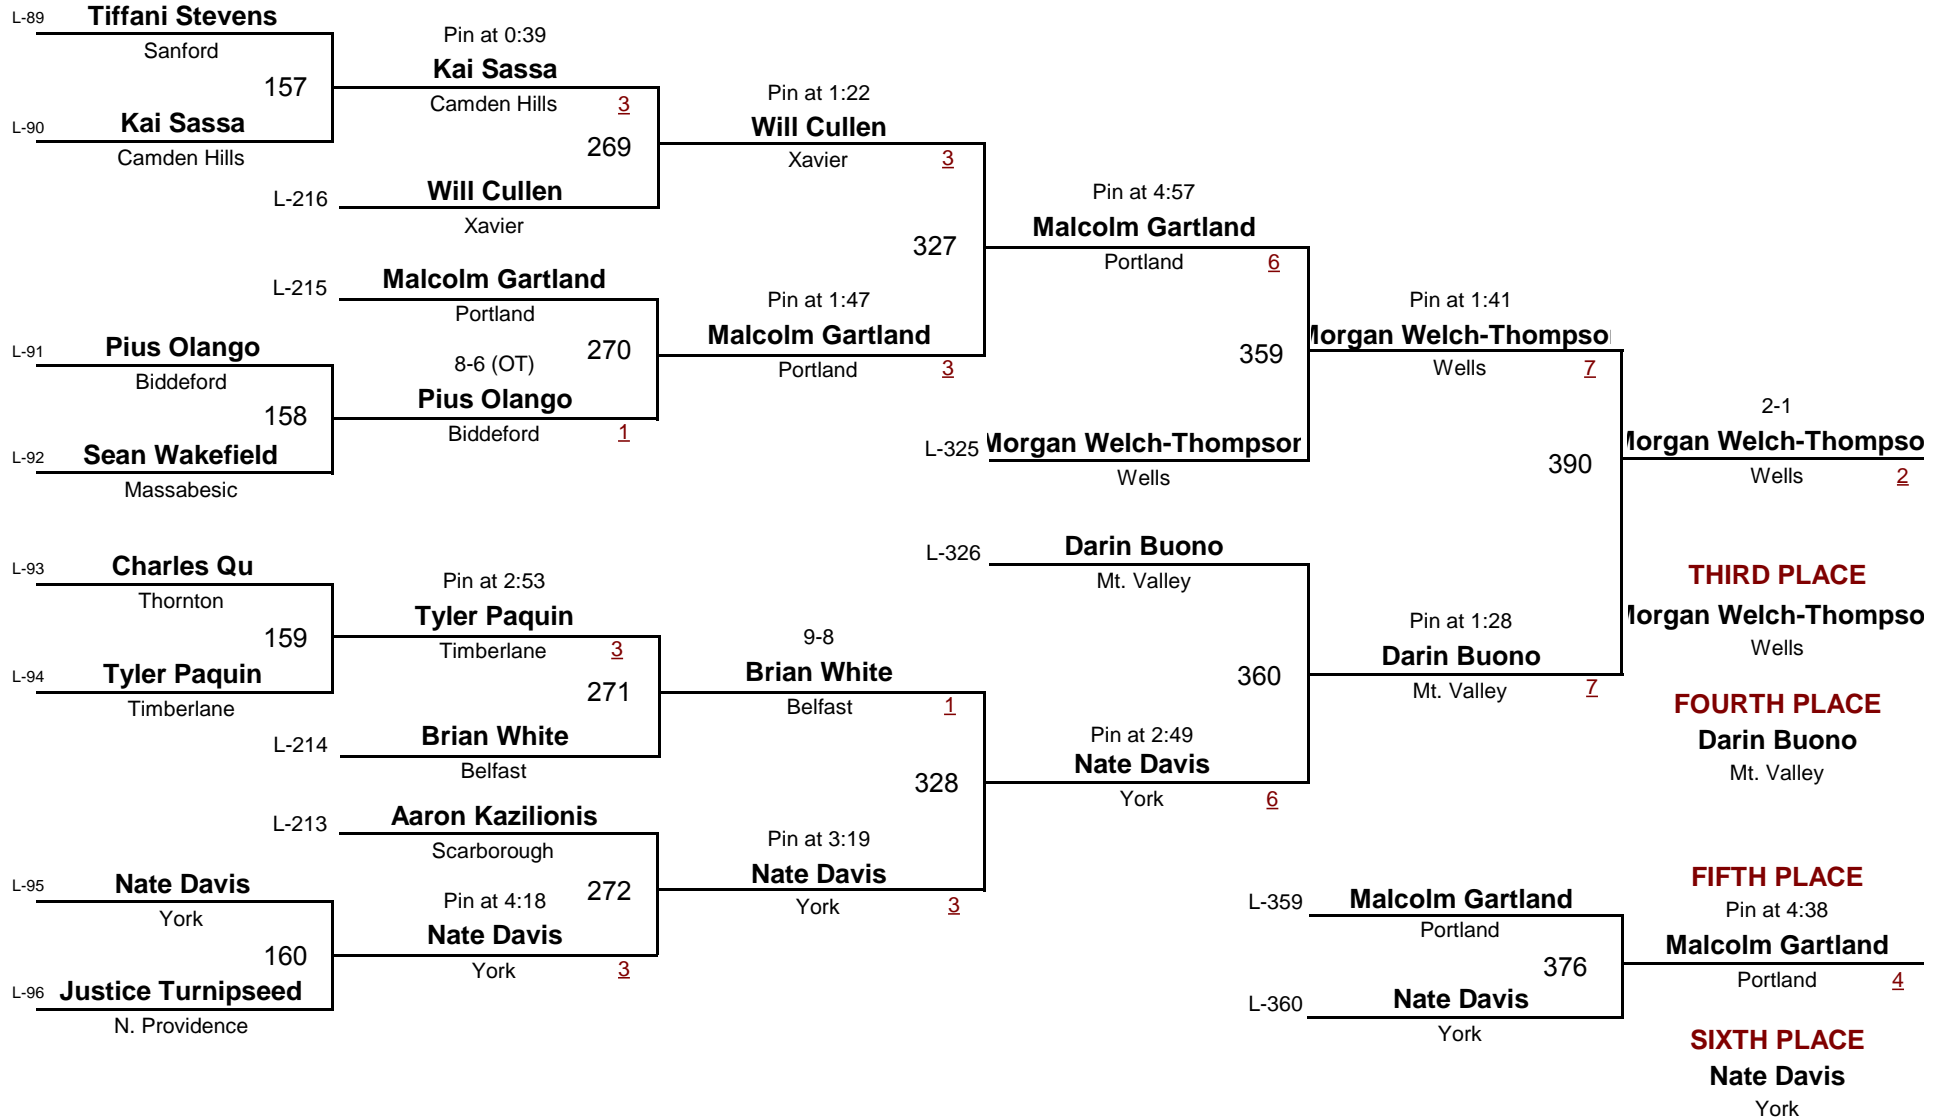 L-89 Tiffani Stevens
Sanford
157
L-90 Kai Sassa
Camden Hills
Pin at 0:39
Kai Sassa
Camden Hills 3
269
L-216 Will Cullen
Xavier
Pin at 1:22
Will Cullen
Xavier 3
327
L-215 Malcolm Gartland
Portland
270
L-91 Pius Olango
Biddeford
158
L-92 Sean Wakefield
Massabesic
8-6 (OT)
Pius Olango
Biddeford 1
Pin at 1:47
Malcolm Gartland
Portland 3
Pin at 4:57
Malcolm Gartland
Portland 6
359
L-325 Morgan Welch-Thompson
Wells
Pin at 1:41
Morgan Welch-Thompso
Wells 7
390
2-1
Morgan Welch-Thompso
Wells 2
L-93 Charles Qu
Thornton
159
L-94 Tyler Paquin
Timberlane
Pin at 2:53
Tyler Paquin
Timberlane 3
271
L-214 Brian White
Belfast
9-8
Brian White
Belfast 1
328
L-213 Aaron Kazilionis
Scarborough
272
L-95 Nate Davis
York
160
L-96 Justice Turnipseed
N. Providence
Pin at 4:18
Nate Davis
York 3
Pin at 3:19
Nate Davis
York 3
L-326 Darin Buono
Mt. Valley
360
Pin at 2:49
Nate Davis
York 6
Pin at 1:28
Darin Buono
Mt. Valley 7
THIRD PLACE
Morgan Welch-Thompso
Wells
FOURTH PLACE
Darin Buono
Mt. Valley
L-359 Malcolm Gartland
Portland
376
L-360 Nate Davis
York
FIFTH PLACE
Pin at 4:38
Malcolm Gartland
Portland 4
SIXTH PLACE
Nate Davis
York